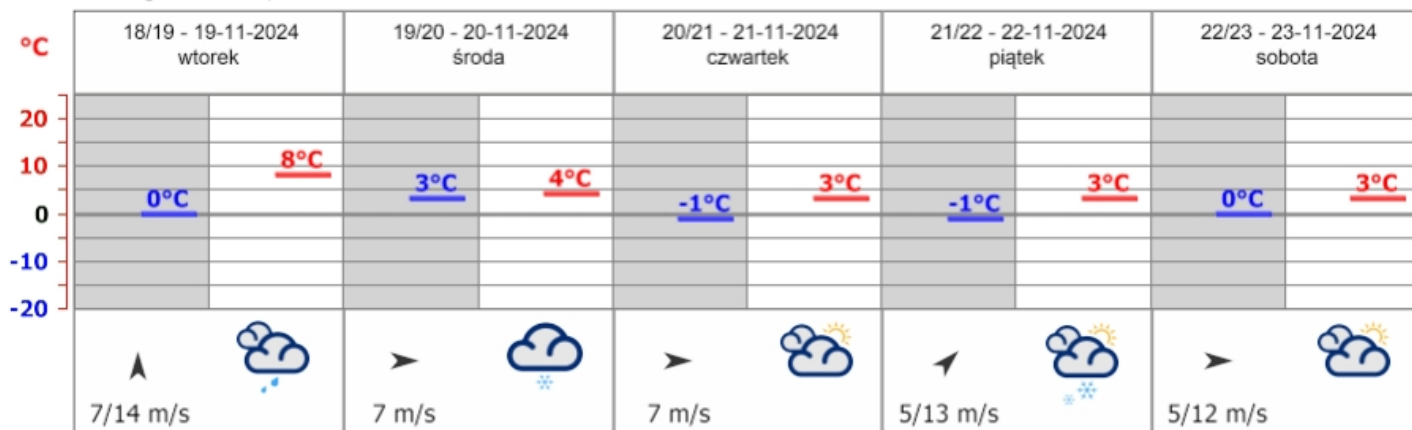 18/19 - 19-11-2024
wtorek
19/20 - 20-11-2024
środa
20/21 - 21-11-2024
czwartek
21/22 - 22-11-2024
piątek
22/23 - 23-11-2024
sobota
°C
20
10
0
-10
-20
0°C
8°C
3°C
4°C
-1°C
3°C
-1°C
3°C
0°C
3°C
7/14 m/s
7 m/s
7 m/s
5/13 m/s
5/12 m/s